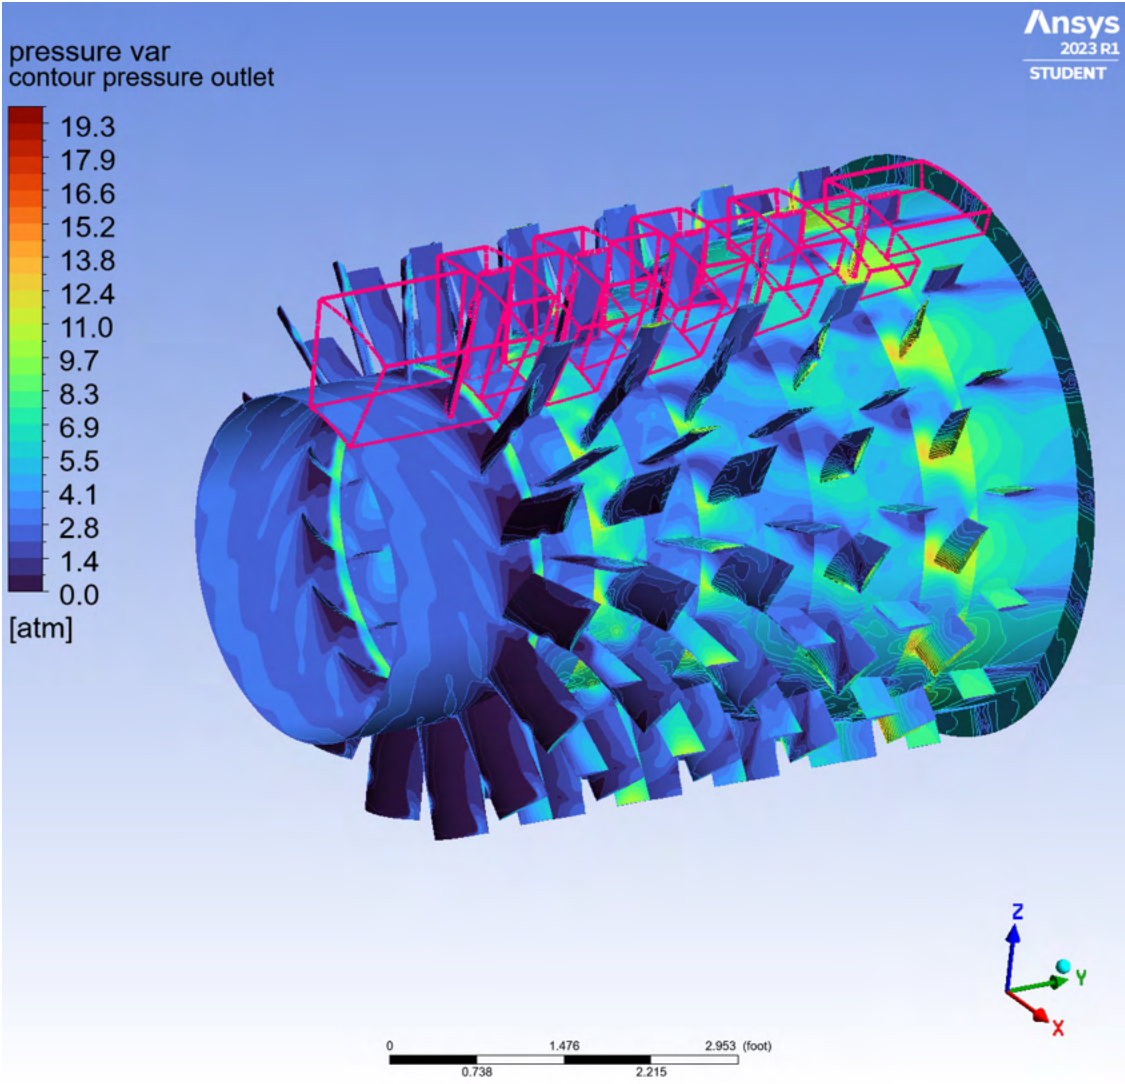 Ansys
2023 R1
STUDENT
pressure var
contour pressure outlet
19.3
17.9
16.6
15.2
13.8
12.4
11.0
9.7
8.3
6.9
5.5
4.1
2.8
1.4
0.0
[atm]
Z
Y
X
0 1.476 2.953 (foot)
0.738 2.215